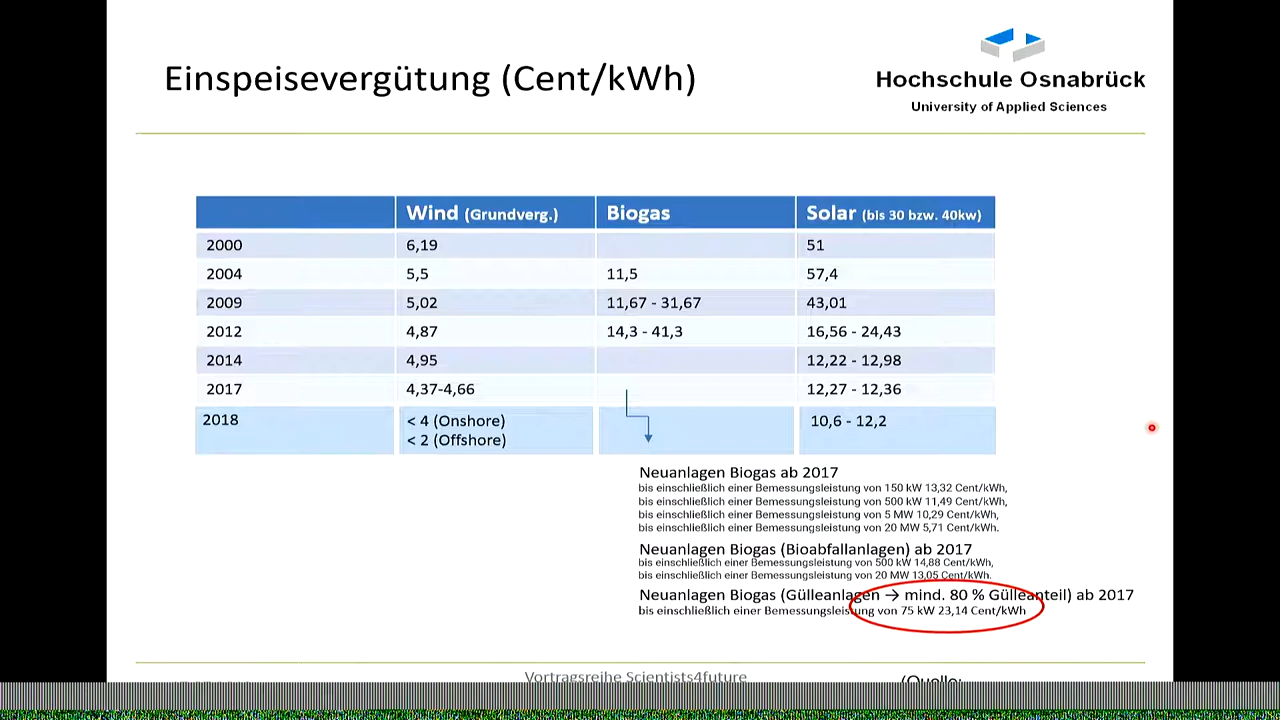 Einspeisevergütung (Cent/kWh)
Hochschule Osnabrück
University of Applied Sciences
Wind (Grundverg.) Biogas Solar (bis 30 bzw. 40kw)
2000 6,19 51
2004 5,5 11,5 57,4
2009 5,02 11,67 - 31,67 43,01
2012 4,87 14,3 - 41,3 16,56 - 24,43
2014 4,95 12,22 - 12,98
2017 4,37-4,66 12,27 - 12,36
2018 < 4 (Onshore) 10,6 - 12,2
< 2 (Offshore)
Neuanlagen Biogas ab 2017
bis einschließlich einer Bemessungsleistung von 150 kW 13,32 Cent/kWh,
bis einschließlich einer Bemessungsleistung von 500 kW 11,49 Cent/kWh,
bis einschließlich einer Bemessungsleistung von 5 MW 10,29 Cent/kWh,
bis einschließlich einer Bemessungsleistung von 20 MW 5,71 Cent/kWh.
Neuanlagen Biogas (Bioabfallanlagen) ab 2017
bis einschließlich einer Bemessungsleistung von 500 kW 14,88 Cent/kWh,
bis einschließlich einer Bemessungsleistung von 20 MW 13,05 Cent/kWh.
Neuanlagen Biogas (Gülleanlagen → mind. 80 % Gülleanteil) ab 2017
bis einschließlich einer Bemessungsleistung von 75 kW 23,14 Cent/kWh
Vortragsreihe Scientists4future
(Quelle: